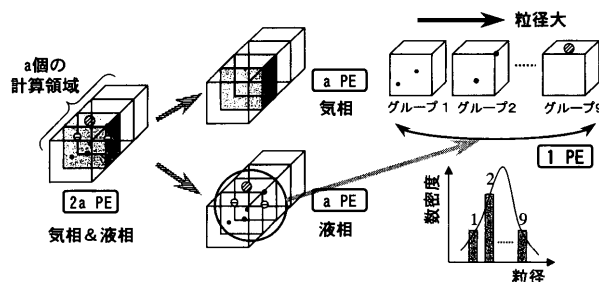 a個の
計算領域
2a PE
気相&液相
a PE
気相
a PE
液相
粒径大
グループ1 グループ2 グループ9
1 PE
数密度
1 2 9
粒径